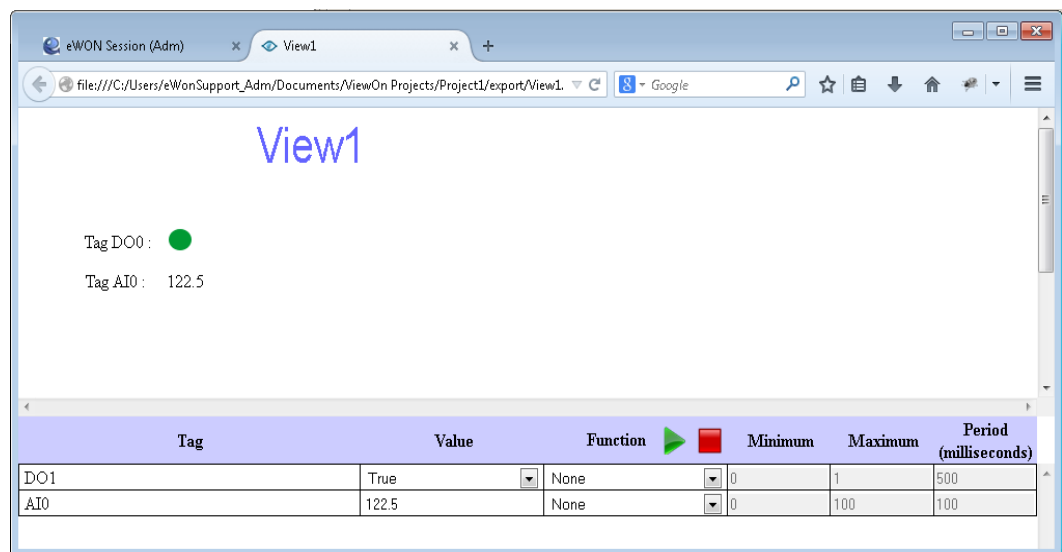 eWON Session (Adm) × View1 × +
file:///C:/Users/eWonSupport_Adm/Documents/ViewOn Projects/Project1/export/View1. 8 Google
View1
Tag DO0 :
Tag AI0 : 122.5
Tag Value Function Minimum Maximum Period (milliseconds)
DO1 True None 0 1 500
AI0 122.5 None 0 100 100